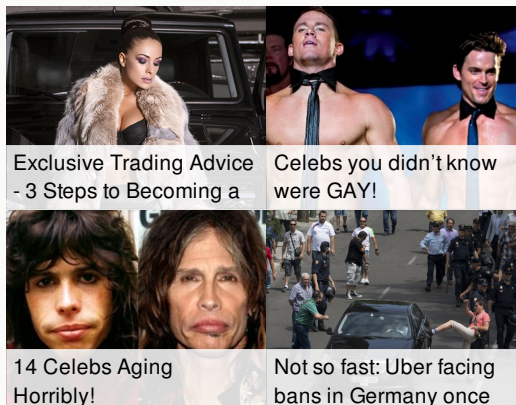 Exclusive Trading Advice
- 3 Steps to Becoming a
Celebs you didn't know
were GAY!
14 Celebs Aging
Horribly!
Not so fast: Uber facing
bans in Germany once